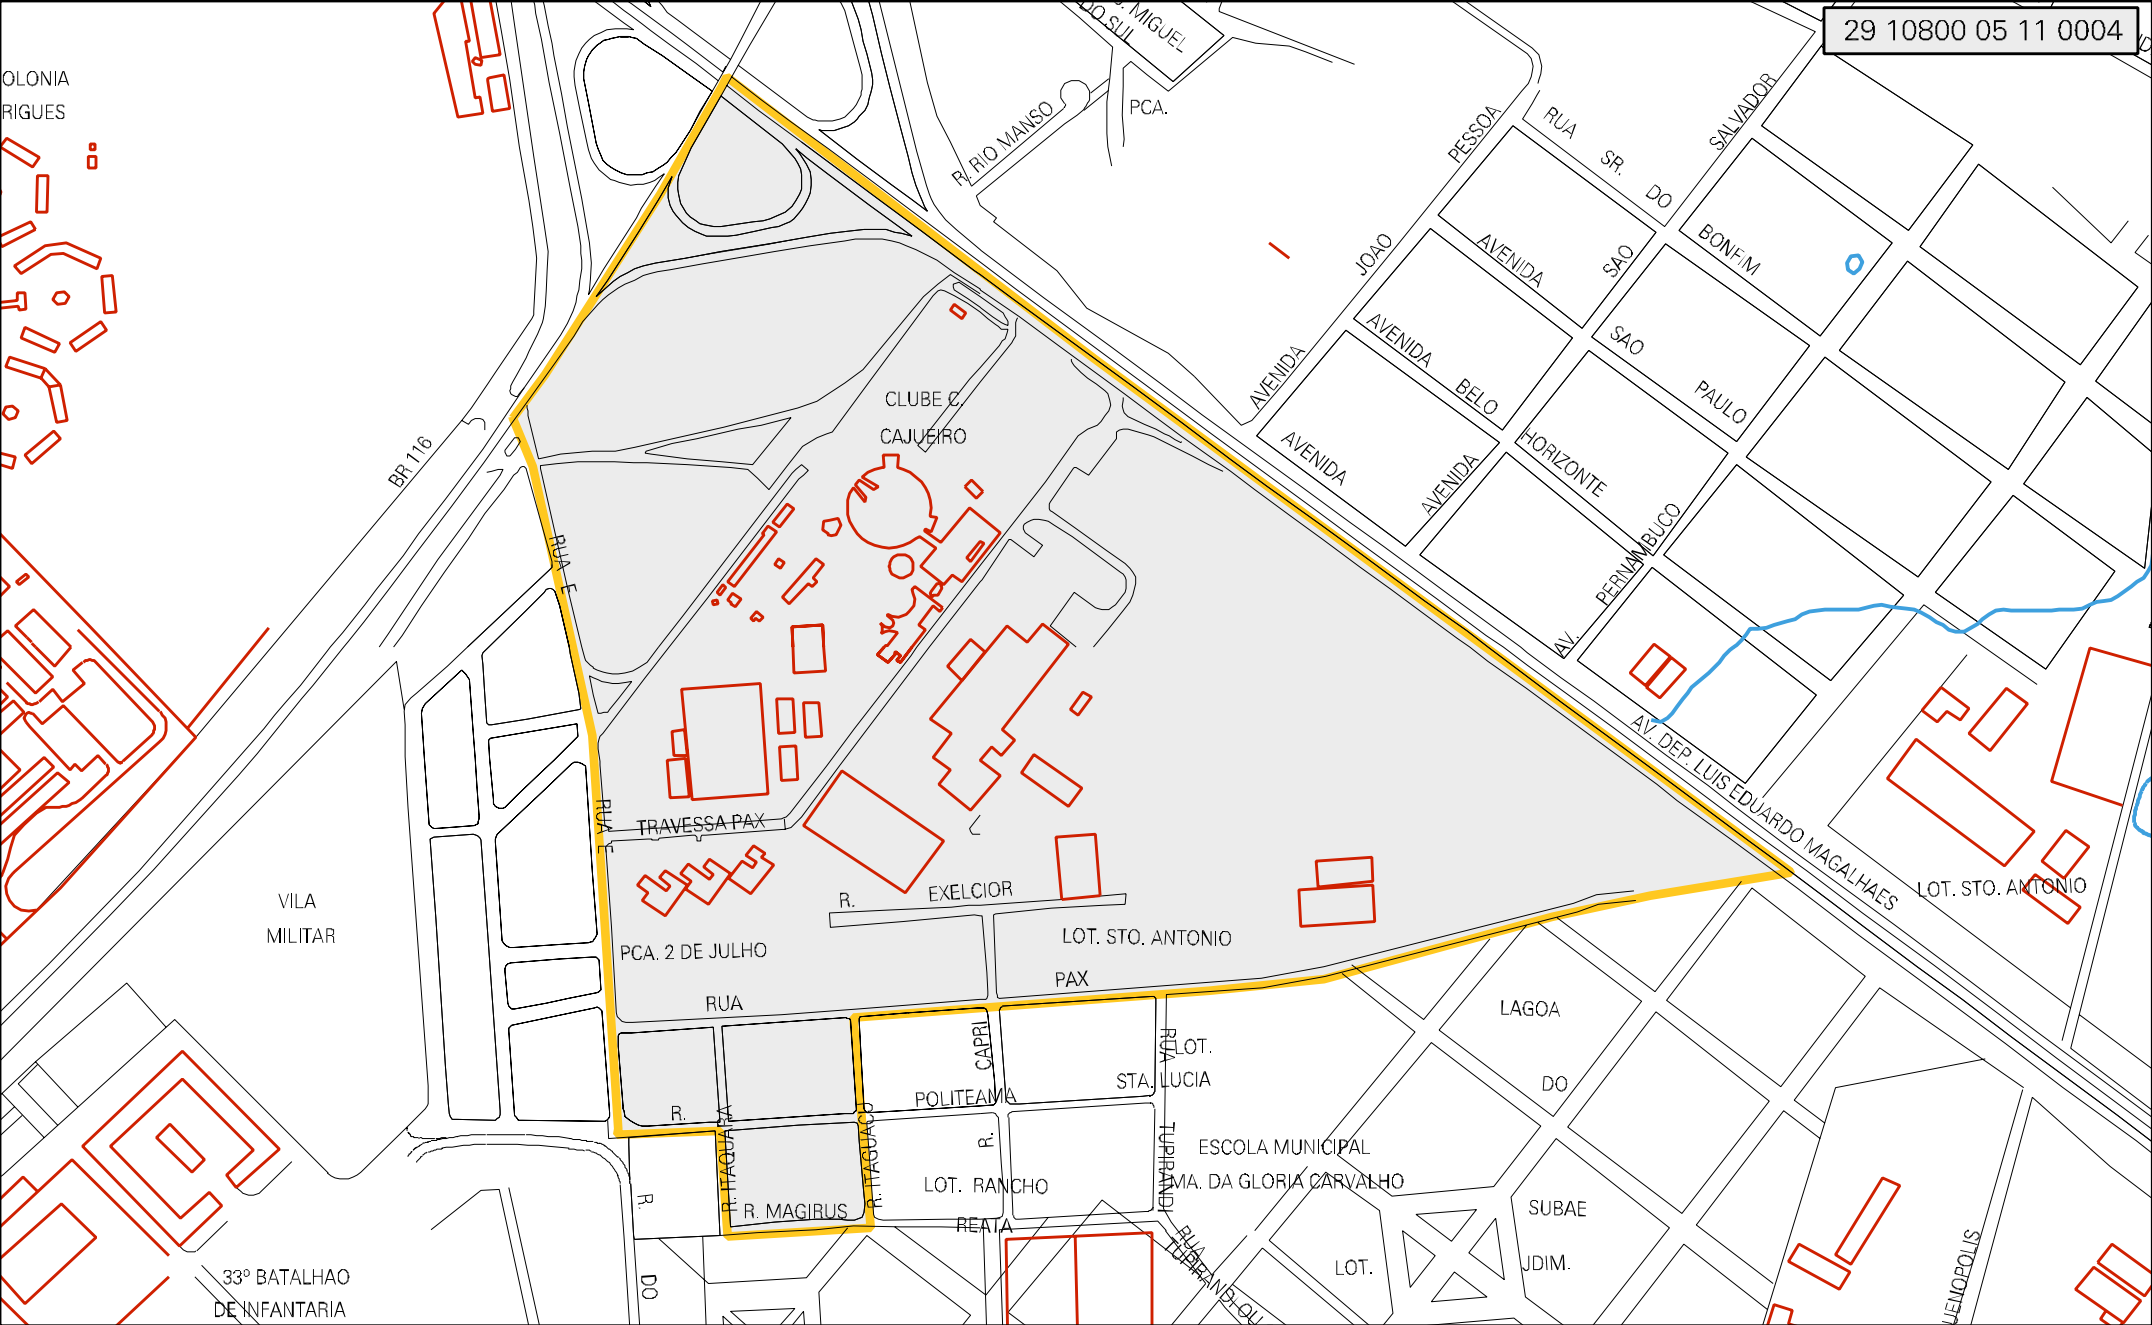 29 10800 05 11 0004
OLONIA
RIGUES
MIGUEL
DO SUL
PCA.
R. RIO MANSO
PESSOA
JOAO
AVENIDA
RUA
SR.
DO
BONFIM
SALVADOR
SAO
AVENIDA
AVENIDA
SAO
PAULO
AVENIDA
BELO
HORIZONTE
AVENIDA
PERNAMBUCO
AV.
CLUBE C.
CAJUEIRO
BR 116
RUA E
RUA E
TRAVESSA PAX
AV. DEP. LUIS EDUARDO MAGALHAES
LOT. STO. ANTONIO
R.
EXELCIOR
LOT. STO. ANTONIO
VILA
MILITAR
PCA. 2 DE JULHO
RUA
PAX
CAPRI
R.
RUA
TUPIRANDI
LOT.
STA. LUCIA
LAGOA
DO
SUBAE
JDIM.
LOT.
R.
POLITEAMA
R. ITAQUARA
R. ITAGUACU
R. MAGIRUS
LOT. RANCHO
REATA
ESCOLA MUNICIPAL
MA. DA GLORIA CARVALHO
RUA
TUPIRANDI OU
R.
DO
33º BATALHAO
DE INFANTARIA
UENOPOLIS